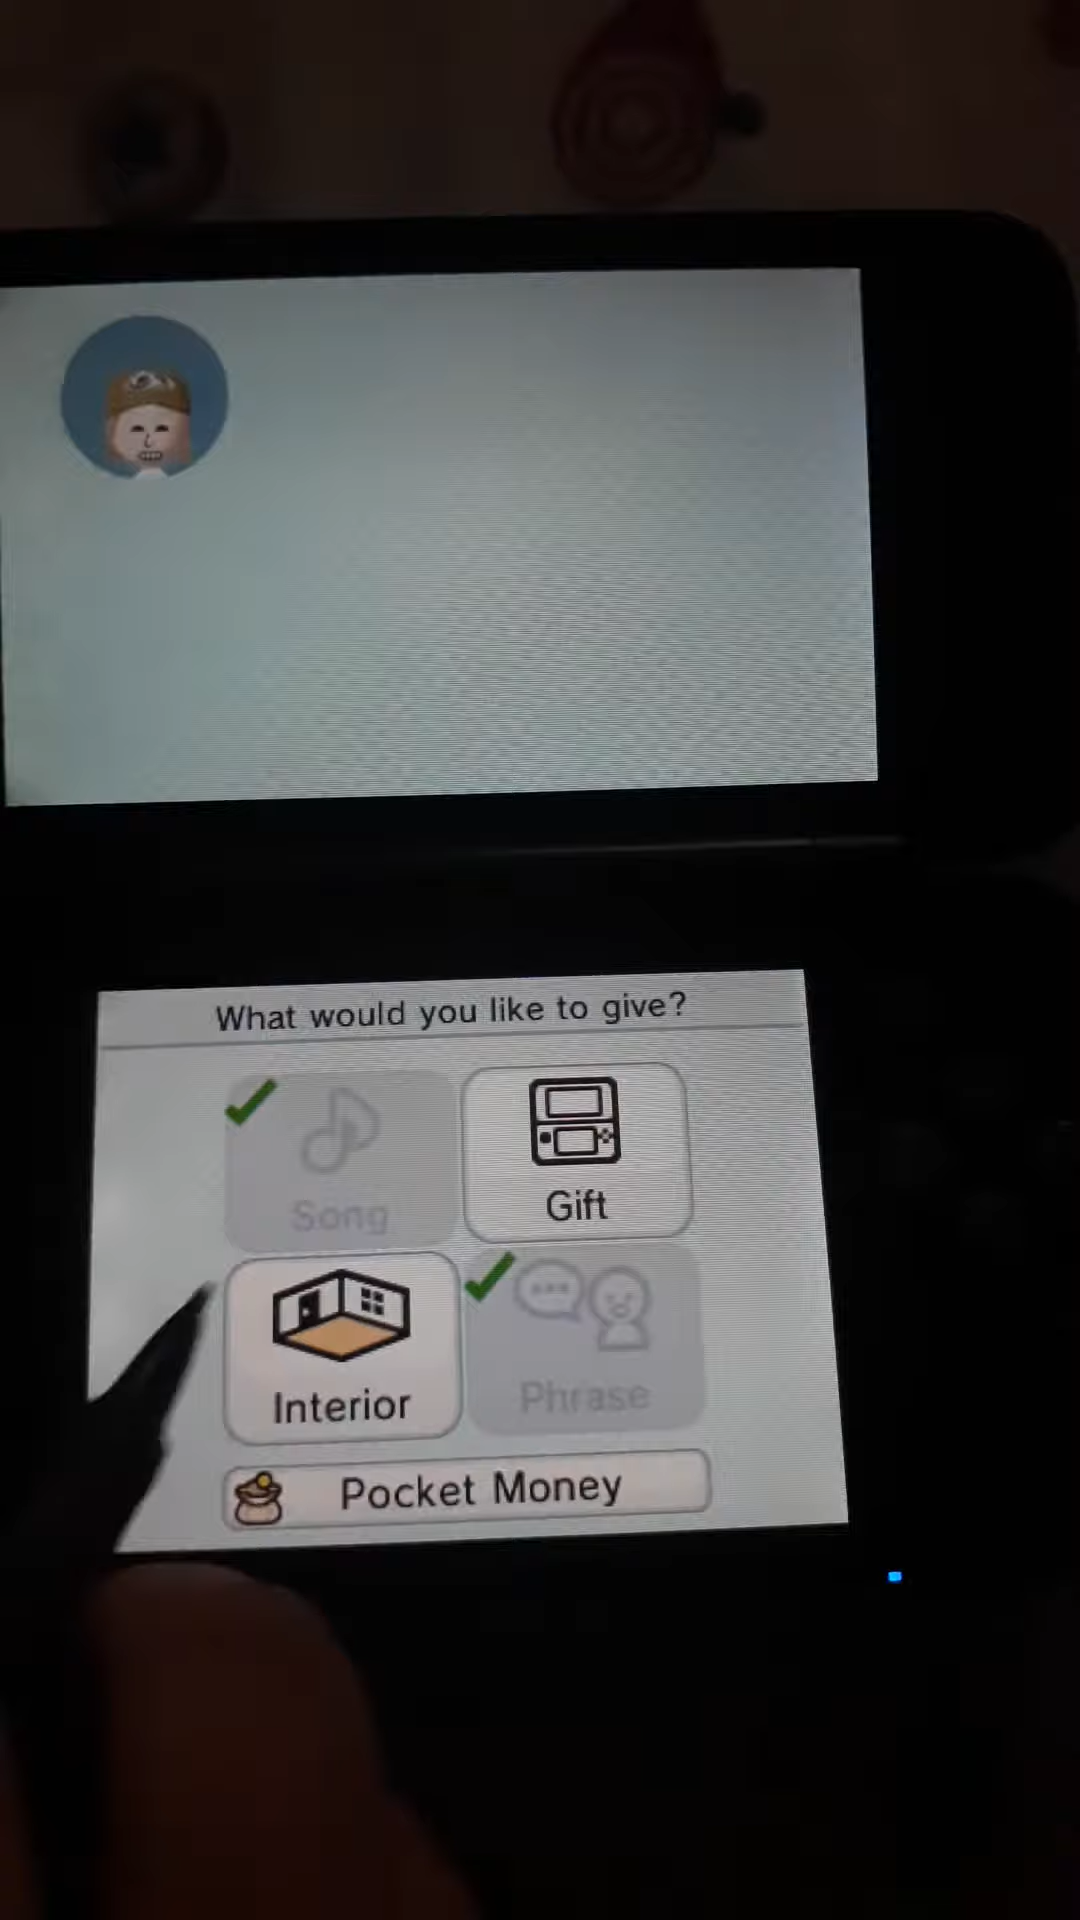 What would you like to give?
Song
Gift
Interior
Phrase
Pocket Money